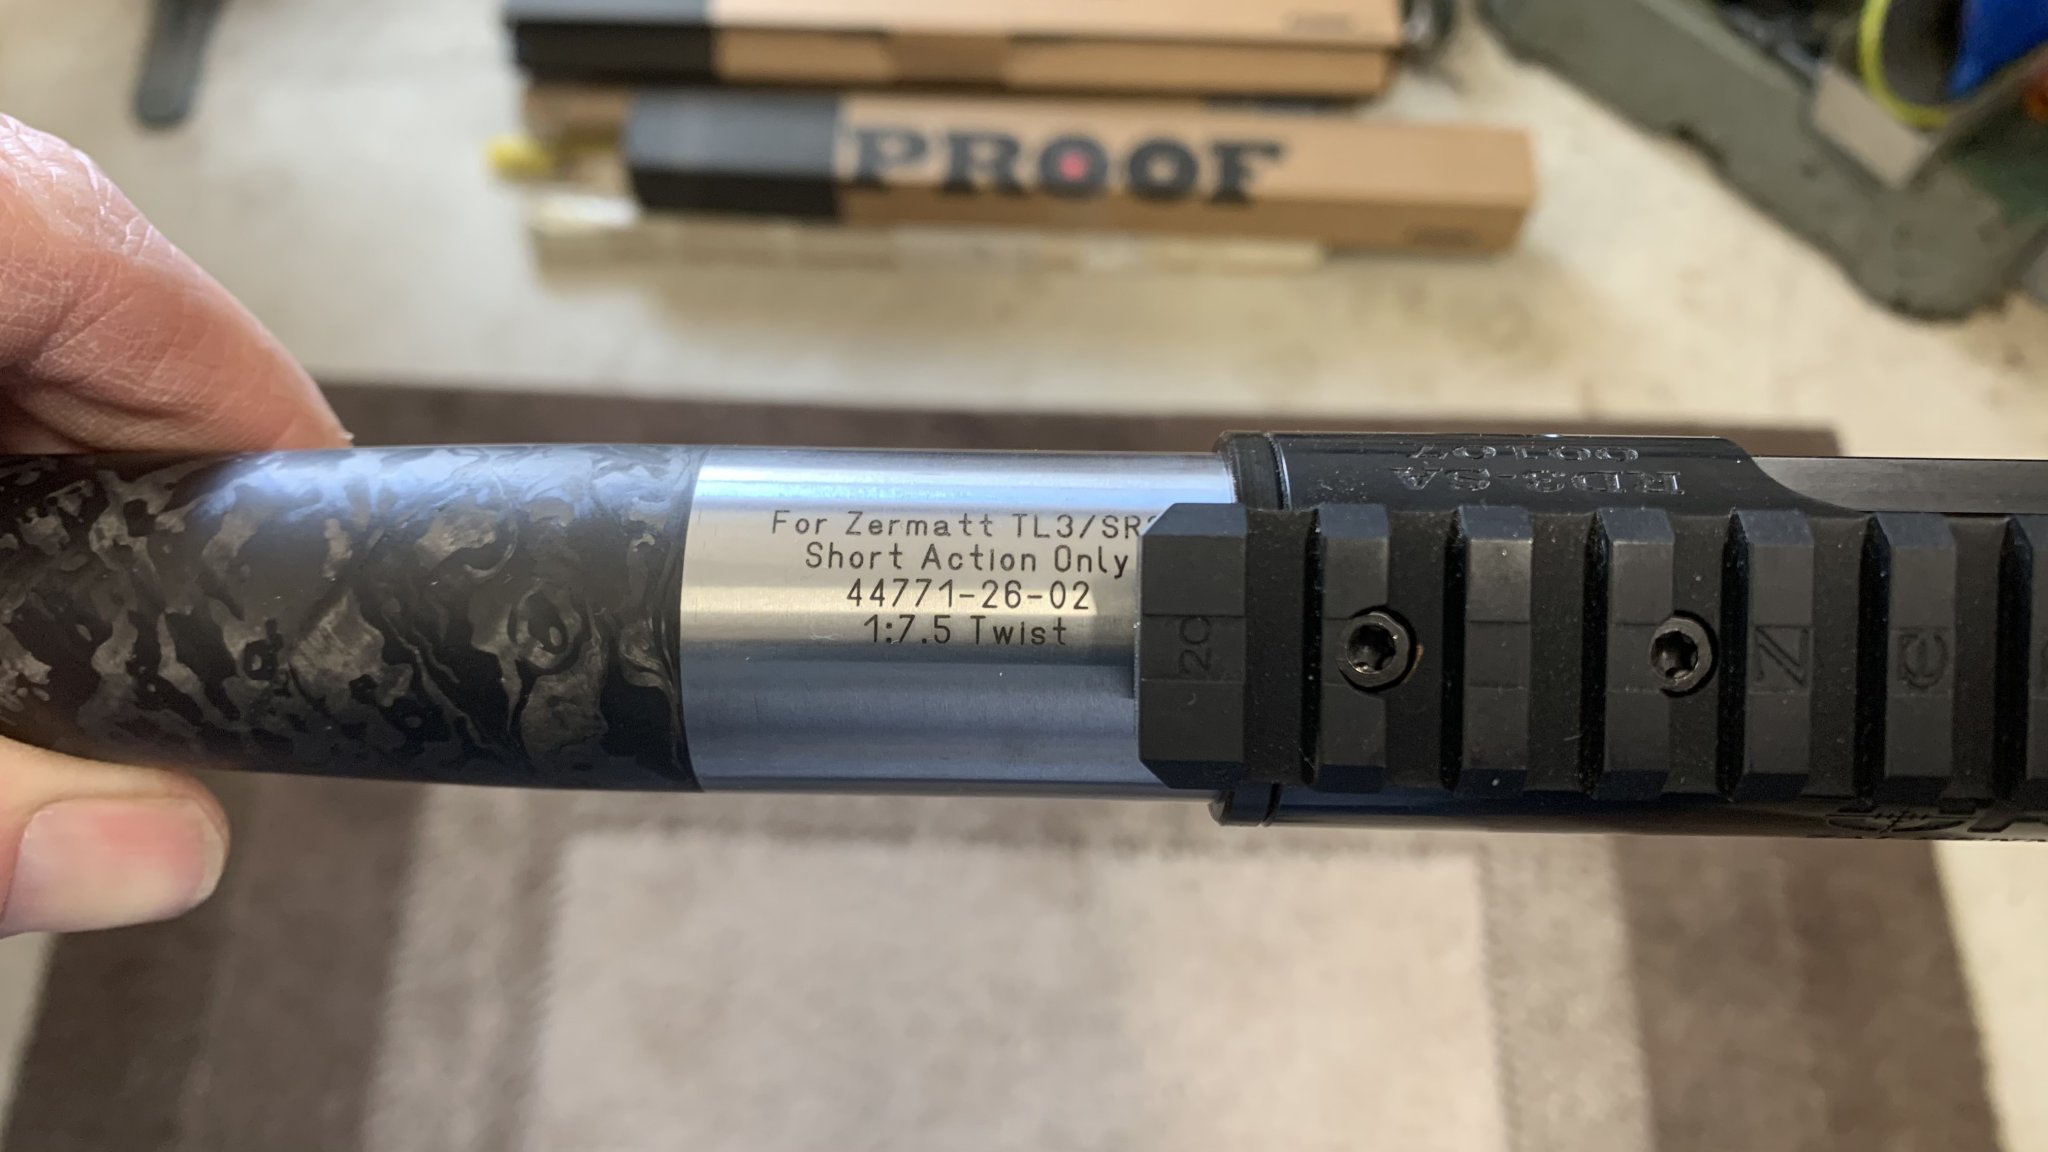 PROOF
For Zermatt TL3/SR
Short Action Only
44771-26-02
1:7.5 Twist
20
Z
e